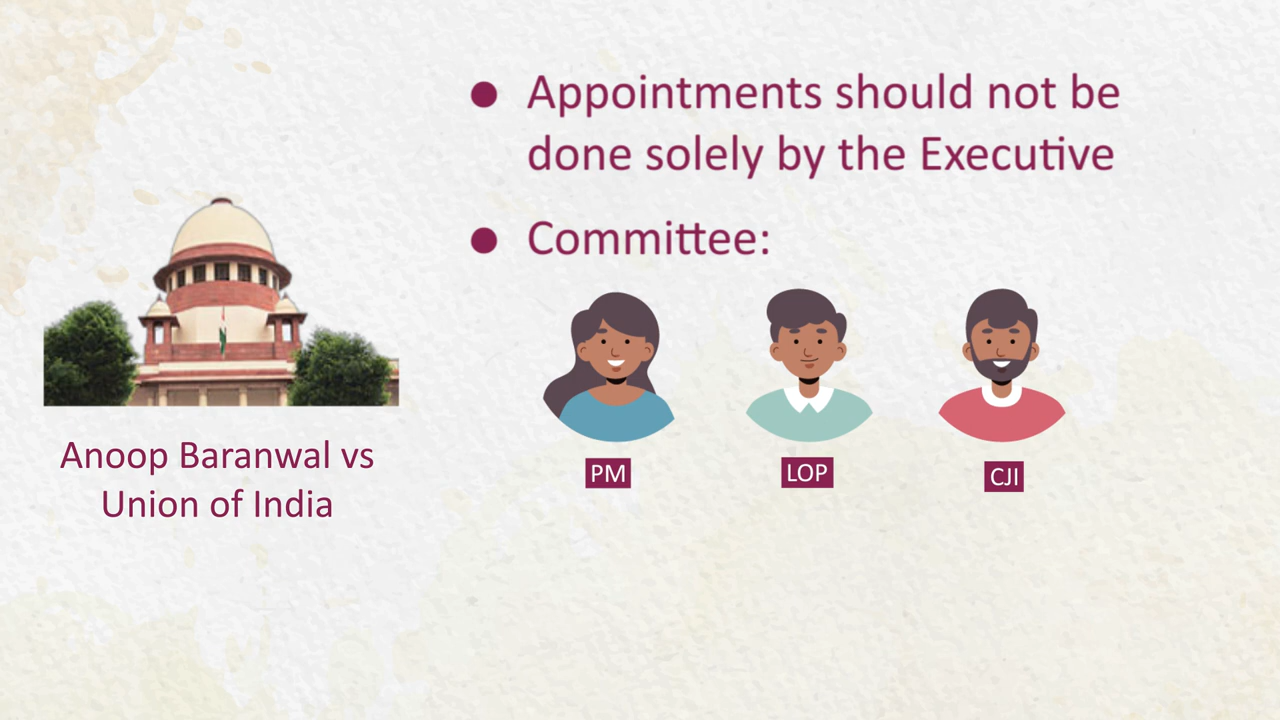 Appointments should not be
done solely by the Executive
Committee:
PM
LOP
CJI
Anoop Baranwal vs
Union of India